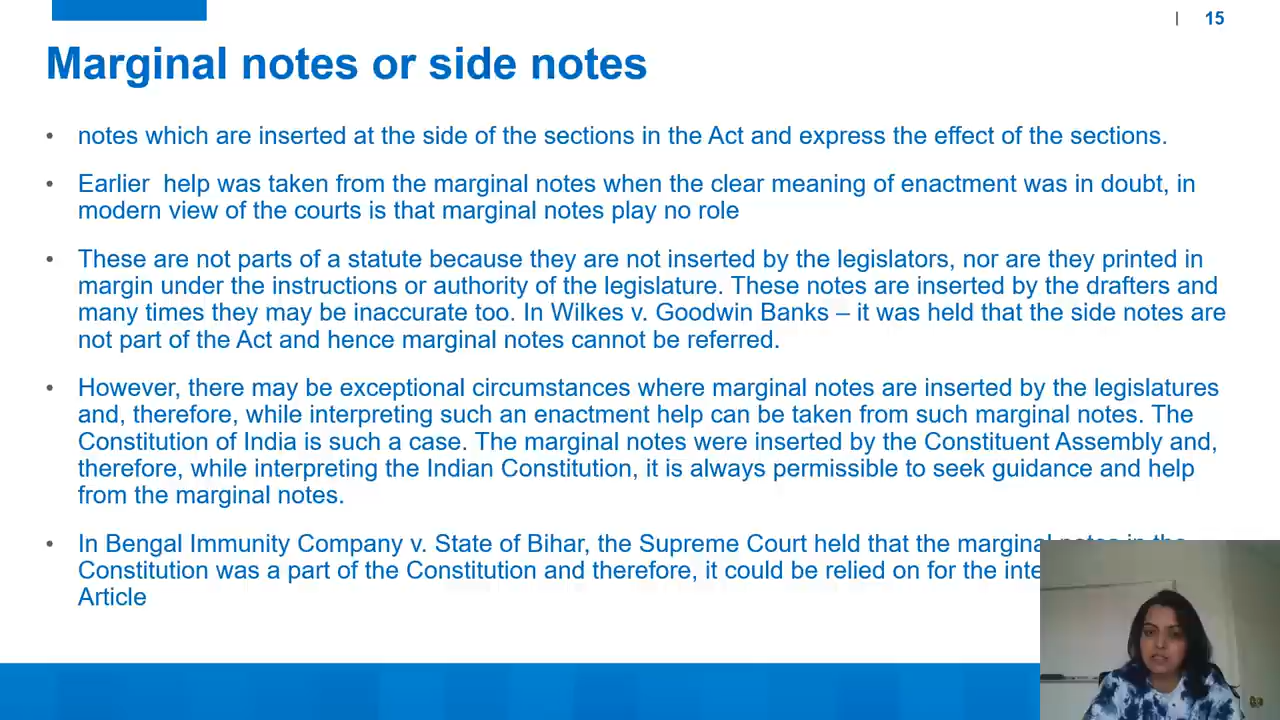 15
Marginal notes or side notes
• notes which are inserted at the side of the sections in the Act and express the effect of the sections.
• Earlier help was taken from the marginal notes when the clear meaning of enactment was in doubt, in
modern view of the courts is that marginal notes play no role
• These are not parts of a statute because they are not inserted by the legislators, nor are they printed in
margin under the instructions or authority of the legislature. These notes are inserted by the drafters and
many times they may be inaccurate too. In Wilkes v. Goodwin Banks – it was held that the side notes are
not part of the Act and hence marginal notes cannot be referred.
• However, there may be exceptional circumstances where marginal notes are inserted by the legislatures
and, therefore, while interpreting such an enactment help can be taken from such marginal notes. The
Constitution of India is such a case. The marginal notes were inserted by the Constituent Assembly and,
therefore, while interpreting the Indian Constitution, it is always permissible to seek guidance and help
from the marginal notes.
• In Bengal Immunity Company v. State of Bihar, the Supreme Court held that the marginal notes in the
Constitution was a part of the Constitution and therefore, it could be relied on for the
Article